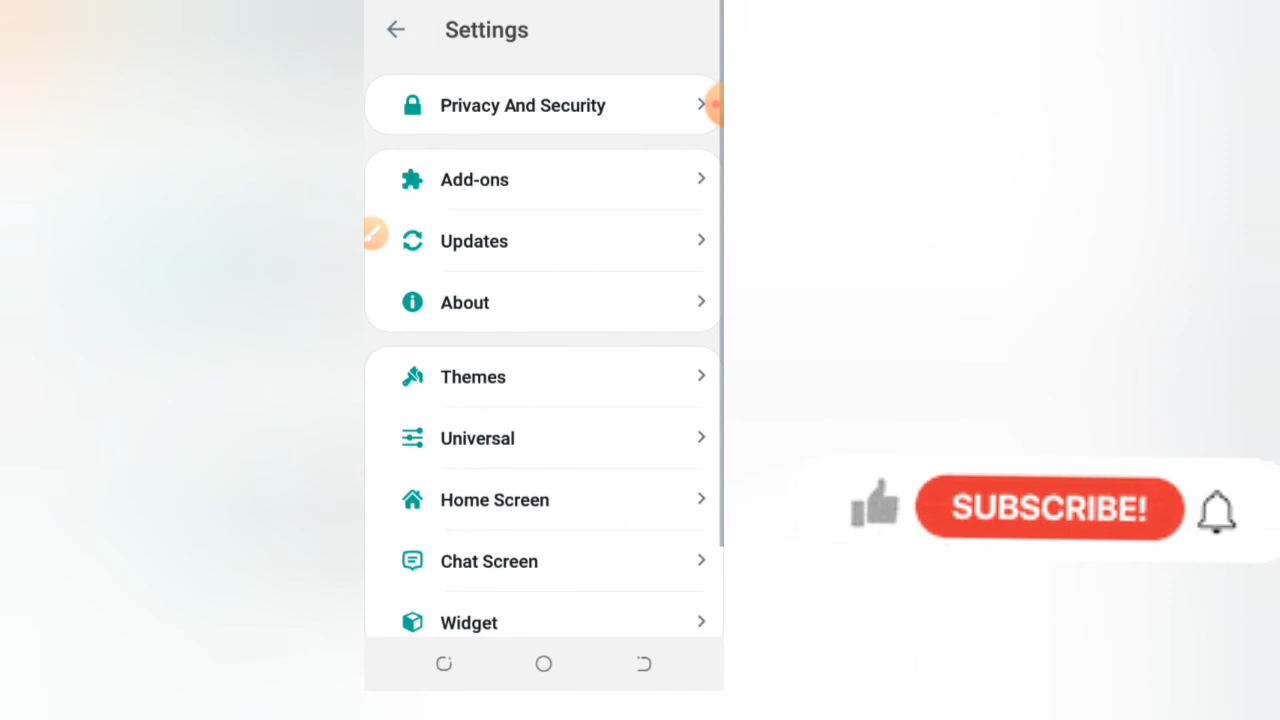 Settings
Privacy And Security
Add-ons
Updates
About
Themes
Universal
Home Screen
Chat Screen
Widget
SUBSCRIBE!